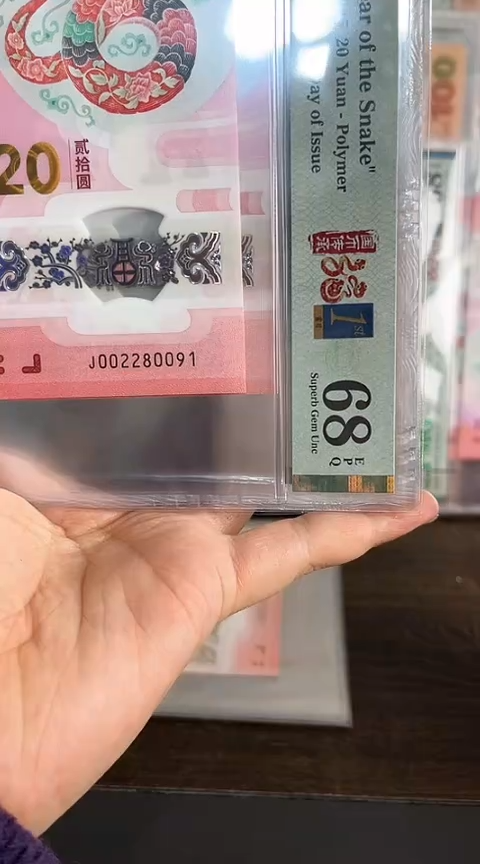 20
贰拾圆
J002280091
ar of the Snake"
20 Yuan - Polymer
ay of Issue
1st
68
EPQ
Superb Gem Unc